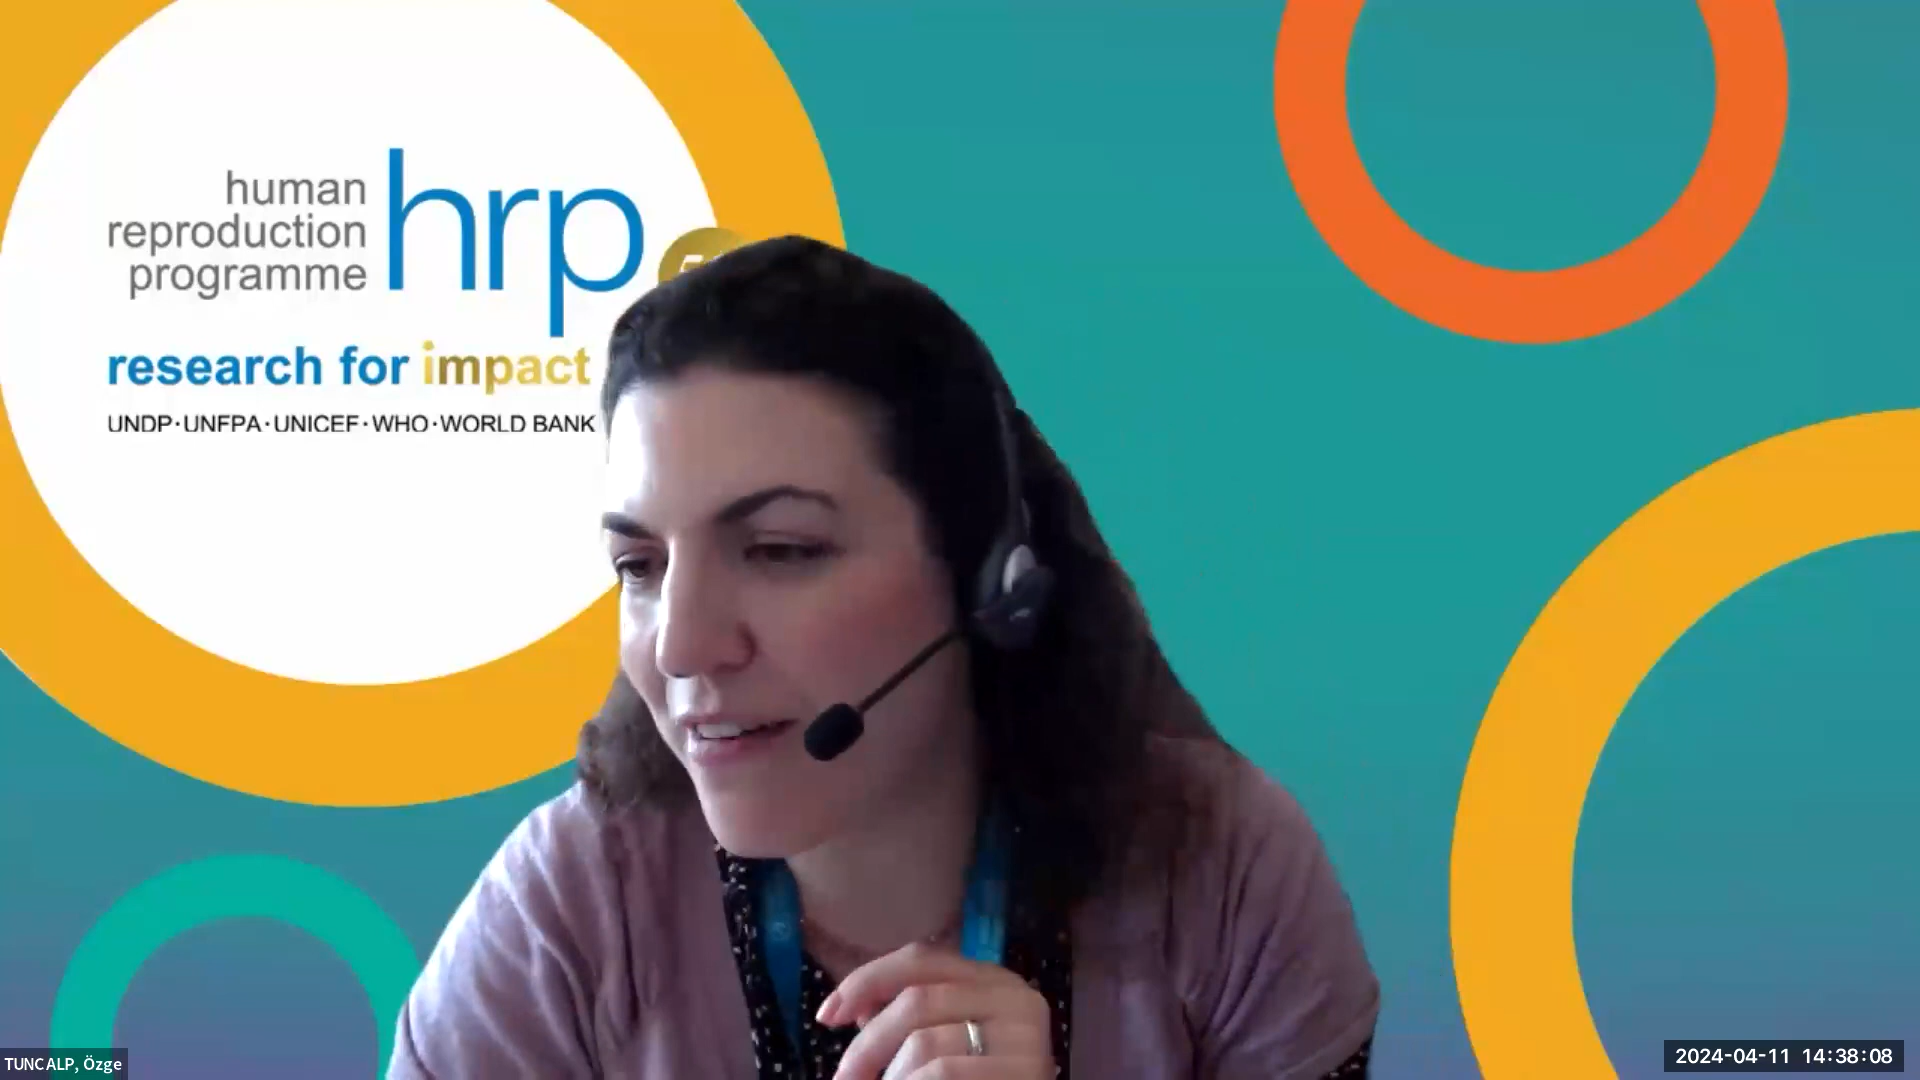 human
reproduction
programme
hrp
research for impact
UNDP·UNFPA·UNICEF·WHO·WORLD BANK
TUNCALP, Özge
2024-04-11 14:38:08